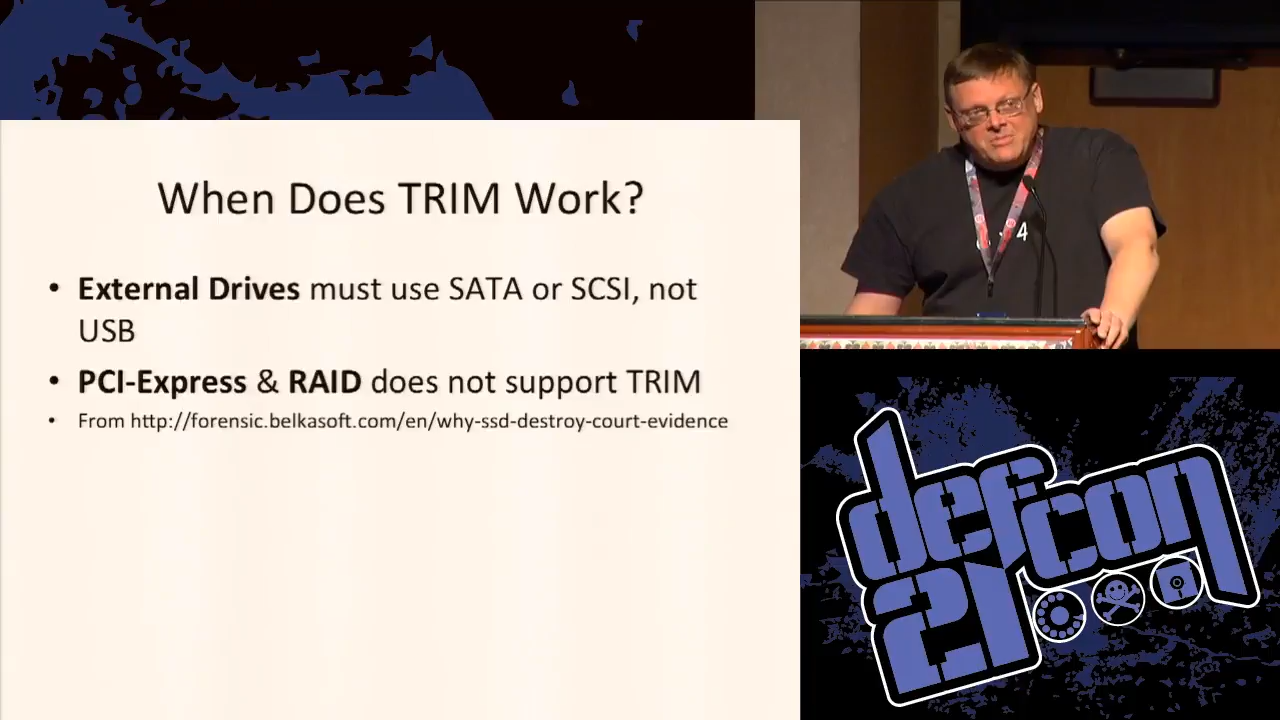 When Does TRIM Work?
• External Drives must use SATA or SCSI, not
USB
• PCI-Express & RAID does not support TRIM
• From http://forensic.belkasoft.com/en/why-ssd-destroy-court-evidence
4
defcon
21